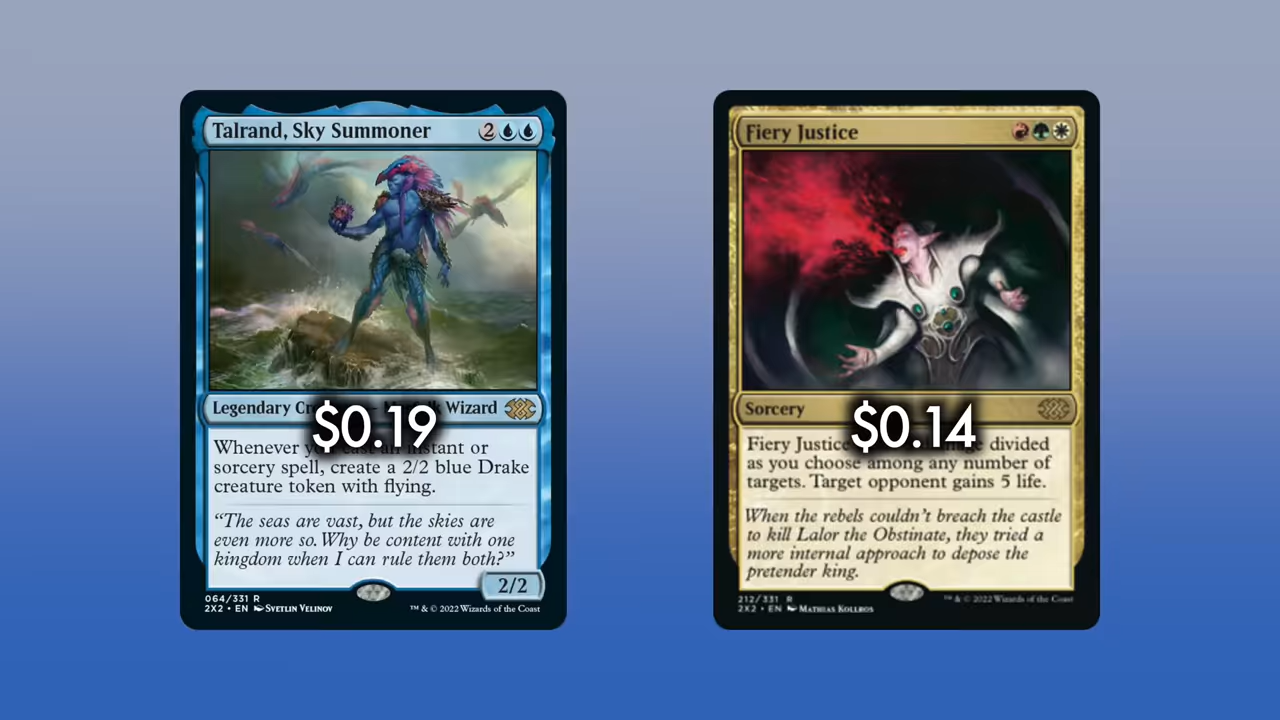 Talrand, Sky Summoner 2
Legendary Wizard
$0.19
Whenever instant or
sorcery spell, create a 2/2 blue Drake
creature token with flying.
“The seas are vast, but the skies are
even more so. Why be content with one
kingdom when I can rule them both?”
2/2
064/331 R
2X2 • EN Svetlin Velinov
™ & © 2022 Wizards of the Coast
Fiery Justice
Sorcery
$0.14
Fiery Justice divided
as you choose among any number of
targets. Target opponent gains 5 life.
When the rebels couldn’t breach the castle
to kill Lalor the Obstinate, they tried a
more internal approach to depose the
pretender king.
212/331 R
2X2 • EN Mathias Kollros
™ & © 2022 Wizards of the Coast